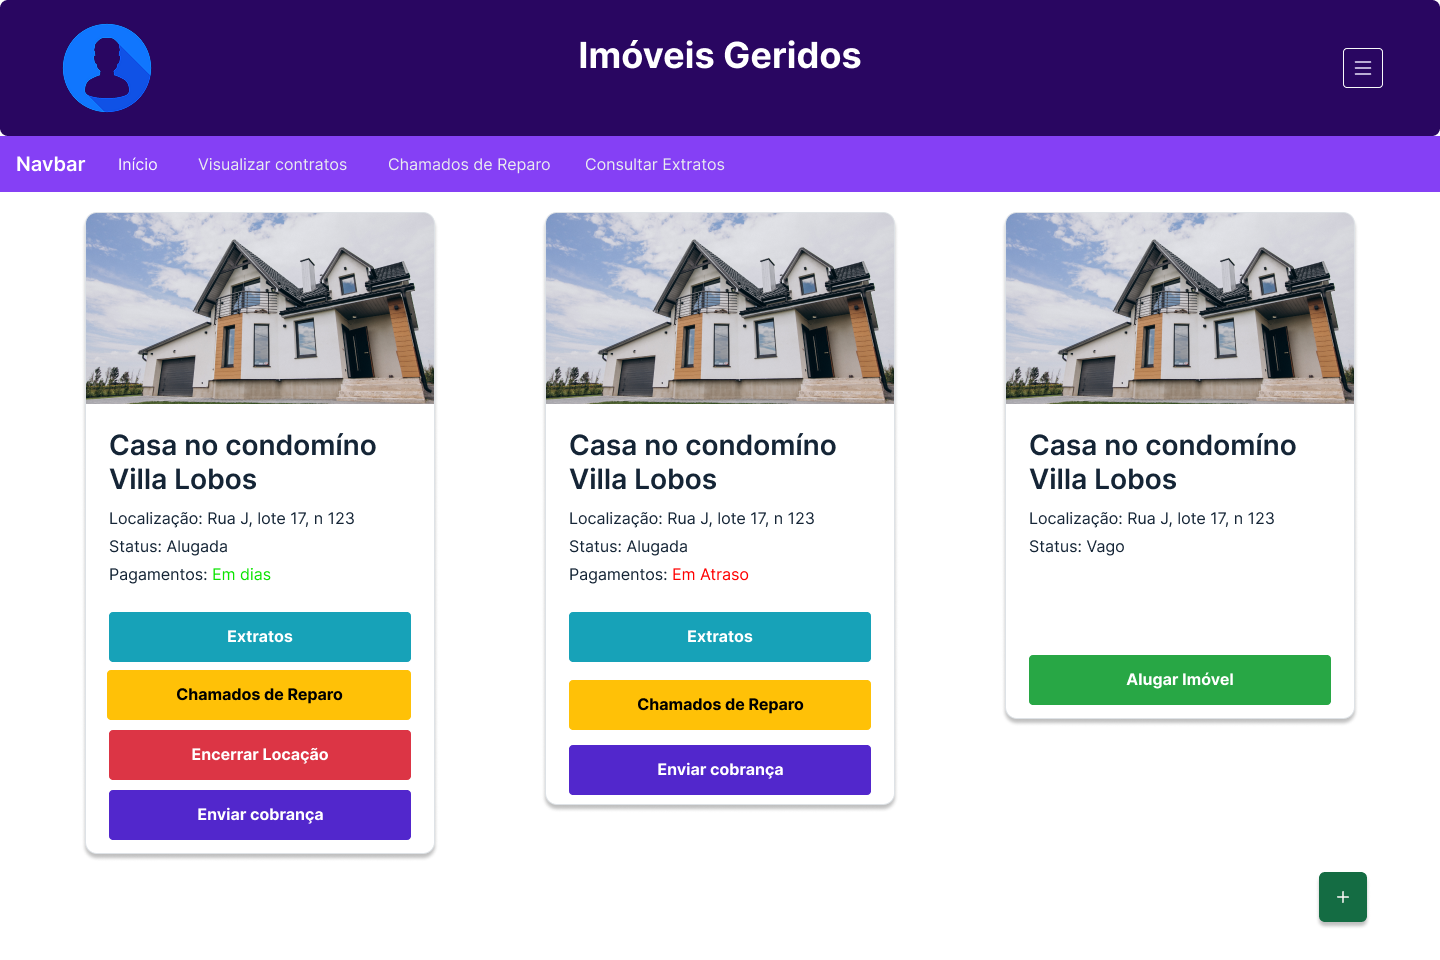 Imóveis Geridos
Navbar Início Visualizar contratos Chamados de Reparo Consultar Extratos
Casa no condomíno
Villa Lobos
Localização: Rua J, lote 17, n 123
Status: Alugada
Pagamentos: Em dias
Extratos
Chamados de Reparo
Encerrar Locação
Enviar cobrança
Casa no condomíno
Villa Lobos
Localização: Rua J, lote 17, n 123
Status: Alugada
Pagamentos: Em Atraso
Extratos
Chamados de Reparo
Enviar cobrança
Casa no condomíno
Villa Lobos
Localização: Rua J, lote 17, n 123
Status: Vago
Alugar Imóvel
+